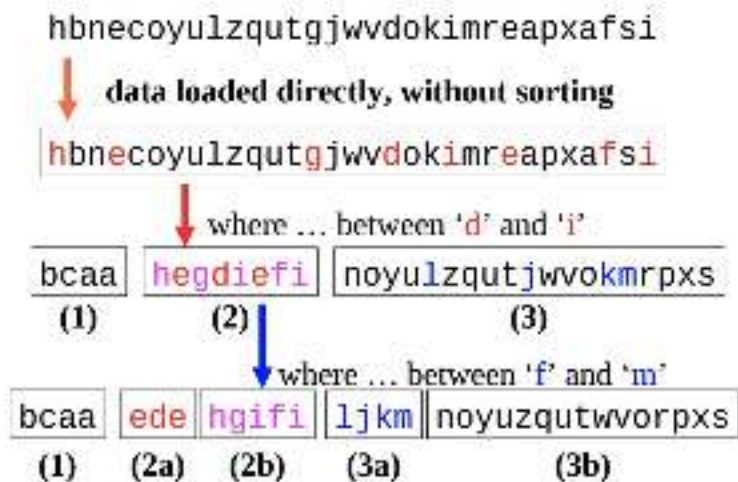 hbnecoyulzqutgjwvdokimreapxafsi
data loaded directly, without sorting
hbnecoyulzqutgjwvdokimreapxafsi
where … between ‘d’ and ‘i’
bcaa hegdiefi noyulzqutjwvokmrpxs
(1) (2) (3)
where … between ‘f’ and ‘m’
bcaa ede hgifi ljkm noyuzqutwvorpxs
(1) (2a) (2b) (3a) (3b)